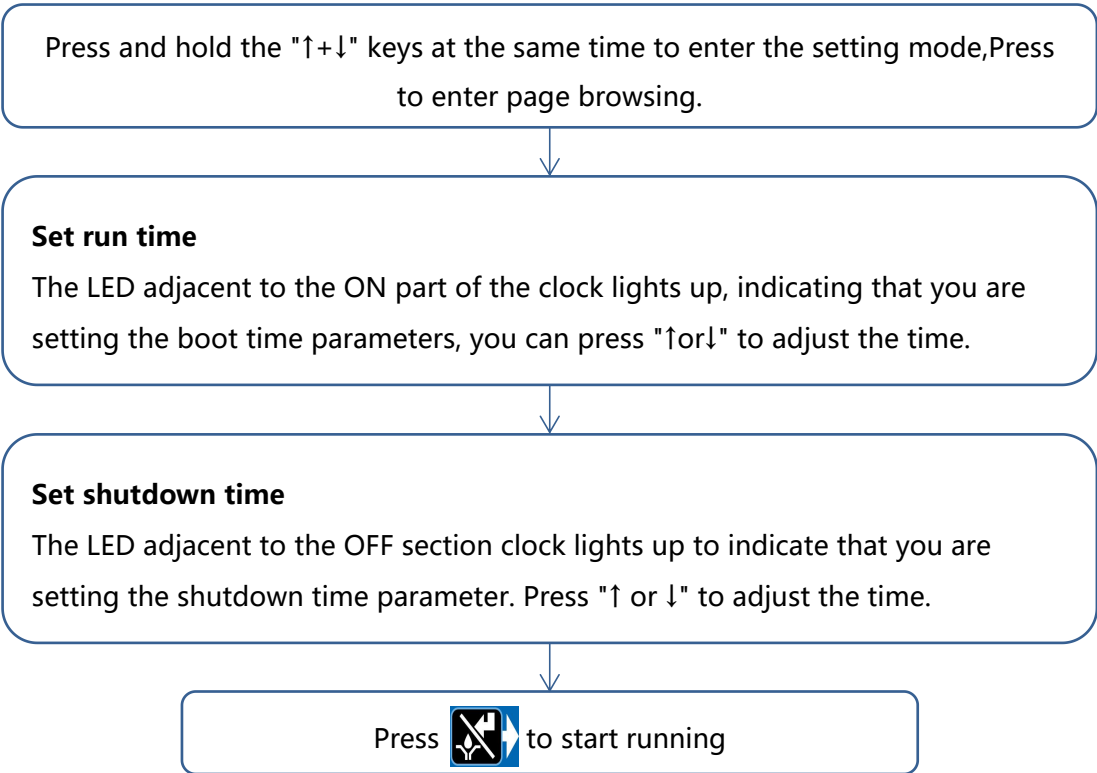 Press and hold the "↑+↓" keys at the same time to enter the setting mode,Press
to enter page browsing.
Set run time
The LED adjacent to the ON part of the clock lights up, indicating that you are
setting the boot time parameters, you can press "↑or↓" to adjust the time.
Set shutdown time
The LED adjacent to the OFF section clock lights up to indicate that you are
setting the shutdown time parameter. Press "↑ or ↓" to adjust the time.
Press to start running